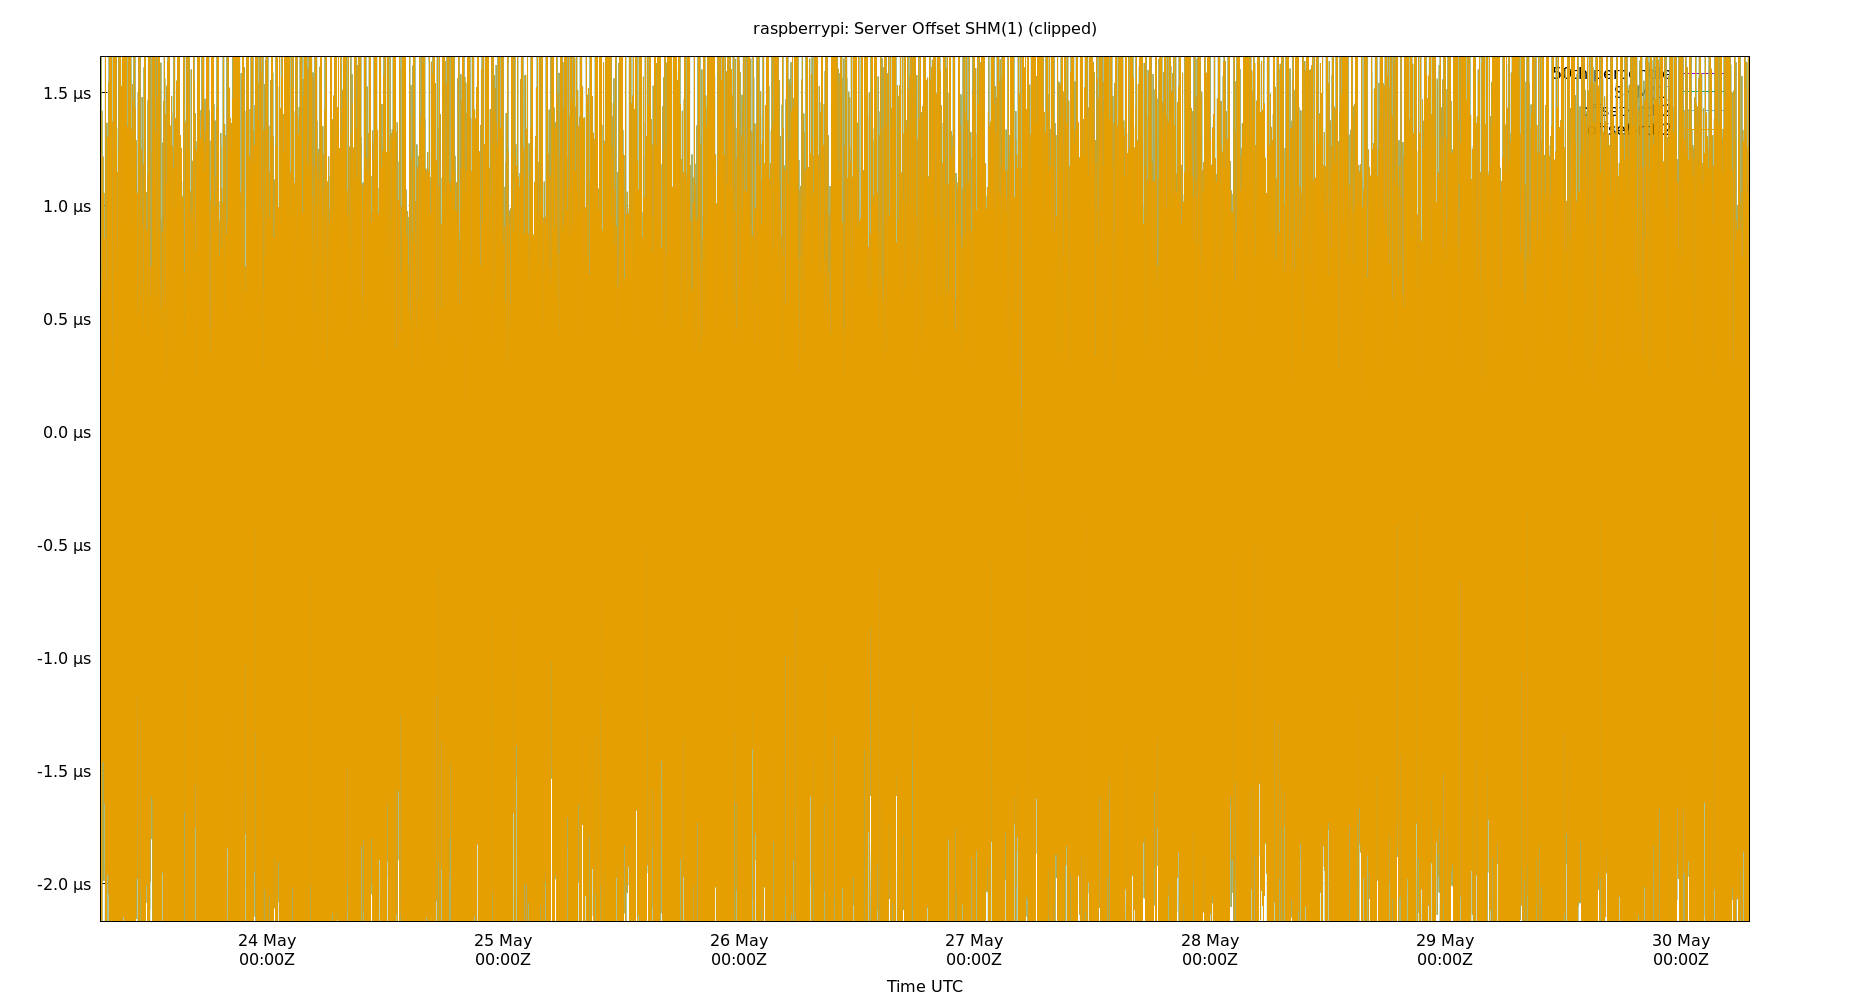 raspberrypi: Server Offset SHM(1) (clipped)
1.5 µs
1.0 µs
0.5 µs
0.0 µs
-0.5 µs
-1.0 µs
-1.5 µs
-2.0 µs
24 May 25 May 26 May 27 May 28 May 29 May 30 May
00:00Z 00:00Z 00:00Z 00:00Z 00:00Z 00:00Z 00:00Z
Time UTC